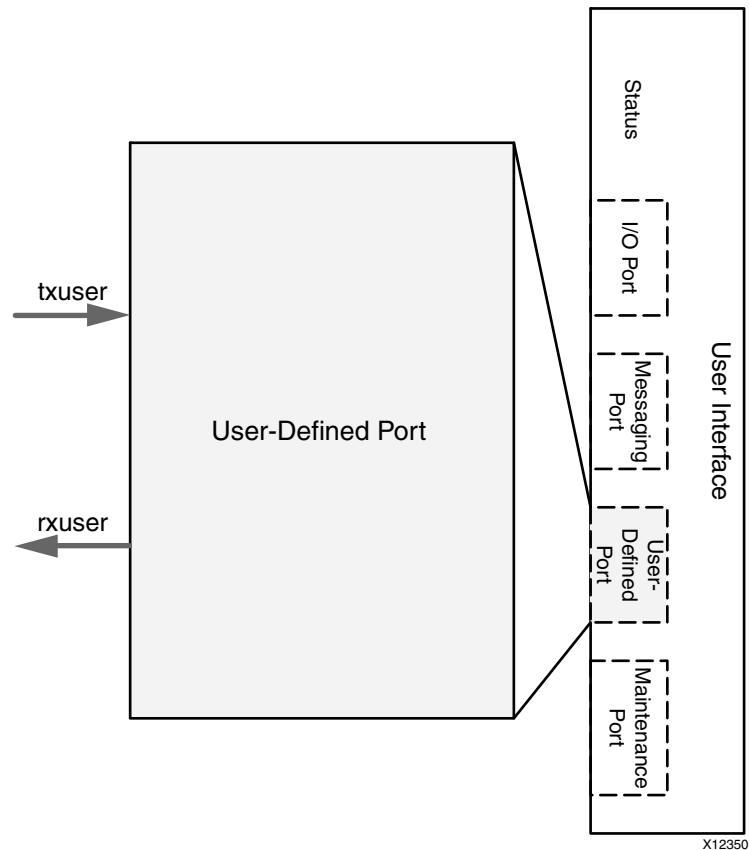 Status
I/O Port
txuser
Messaging
Port
User Interface
User-Defined Port
rxuser
User-
Defined
Port
Maintenance
Port
X12350